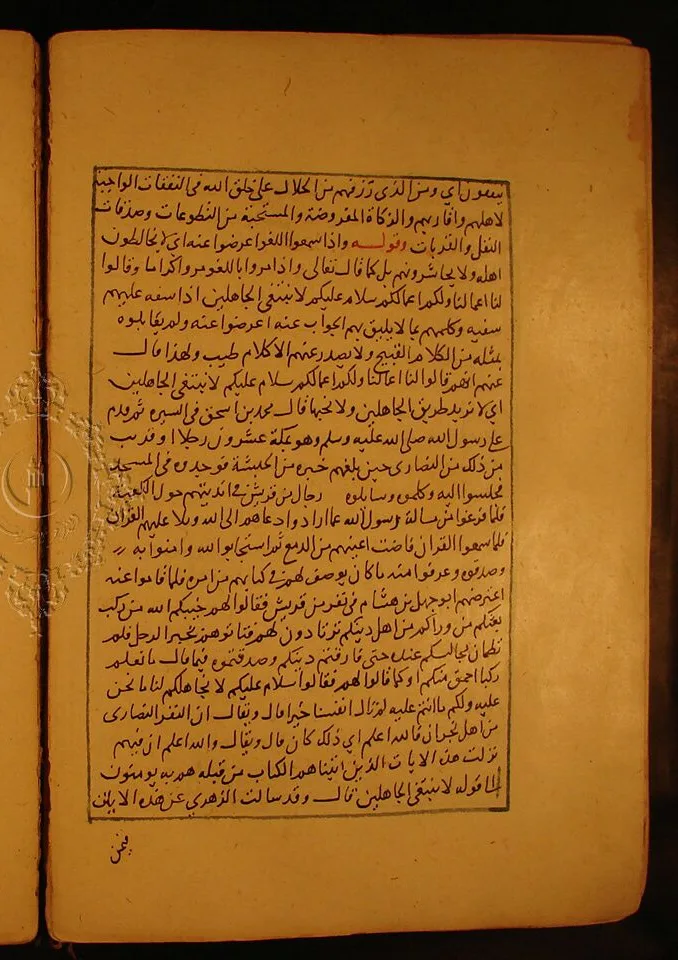 ينفقون اي ومن الذي رزقهم من الحلال على خلق الله في النفقات الواجبة
لاهلهم واقاربهم والزكاة المفروضة والمستحبة من التطوعات وصدقات
النفل والقربات وقوله واذا سمعوا اللغو اعرضوا عنه اي لا يخالطون
اهله ولا يعاشرونهم بل كما قال تعالى واذا مروا باللغو مروا كراما وقالوا
لنا اعمالنا ولكم اعمالكم سلام عليكم لا نبتغي الجاهلين اذا سفه عليهم
سفيه وكلمهم بما لا يليق بهم الجواب عنه اعرضوا عنه ولم يقابلوه
بمثله من الكلام القبيح ولا يصدر عنهم الا كلام طيب ولهذا قال
عنهم انهم قالوا لنا اعمالنا ولكم اعمالكم سلام عليكم لا نبتغي الجاهلين
اي لا نريد طريق الجاهلين ولا نحبها قال محمد بن اسحق في السيره ثم قدم
على رسول الله صلى الله عليه وسلم وهو بمكة عشرون رجلا او قريب
من ذلك من النصارى حين بلغهم خبره من الحبشة فوجدوه في المسجد
فجلسوا اليه وكلموه وسايلوه رجال من قريش في انديتهم حول الكعبة
فلما فرغوا من مسالة رسول الله عما ارادوا دعاهم الى الله وتلا عليهم القران
فلما سمعوا القران فاضت اعينهم من الدمع ثم استجابوا لله وامنوا به
وصدقوه وعرفوا منه ما كان يوصف لهم في كتابهم من امره فلما قاموا عنه
اعترضهم ابو جهل بن هشام في نفر من قريش فقالوا لهم خيبكم الله من ركب
بعثكم من وراكم من اهل دينكم ترتادون لهم فتاتوهم بخبر الرجل فلم
تطمان مجالسكم عنده حتى فارقتم دينكم وصدقتموه فيما قال ما نعلم
ركبا احمق منكم او كما قالوا لهم فقالوا سلام عليكم لا نجاهلكم لنا ما نحن
عليه ولكم ما انتم عليه لم نال انفسنا خيرا قال ويقال ان النفر النصارى
من اهل نجران فالله اعلم اي ذلك كان قال ويقال والله اعلم ان فيهم
نزلت هذه الايات الذين اتيناهم الكتاب من قبله هم به يومنون
الى قوله لا نبتغي الجاهلين قال وقد سالت الزهري عن هذه الايات
فيمن